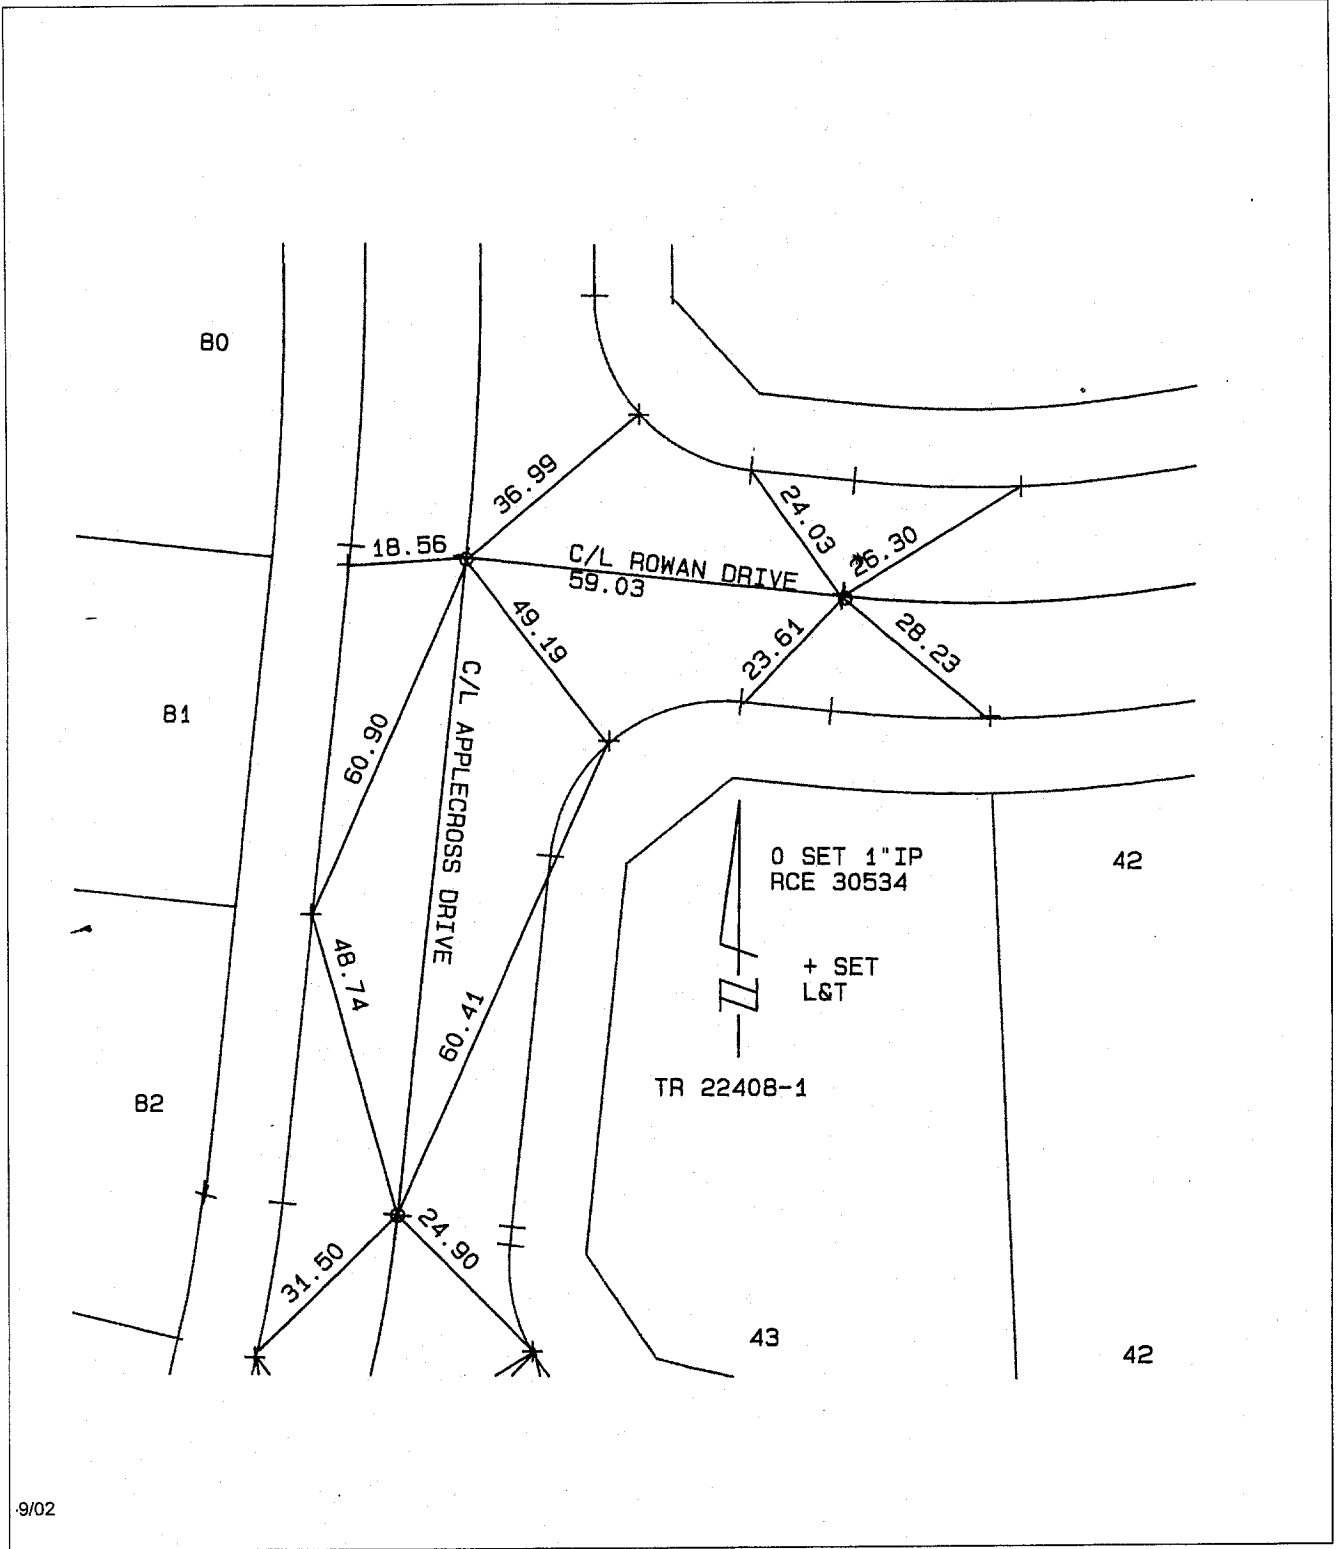 80
36.99
24.03
26.30
18.56
C/L ROWAN DRIVE
59.03
49.19
23.61
28.23
C/L APPLECROSS DRIVE
81
60.90
0 SET 1"IP
RCE 30534
42
48.74
+ SET
L&T
60.41
TR 22408-1
82
24.90
31.50
43
42
9/02